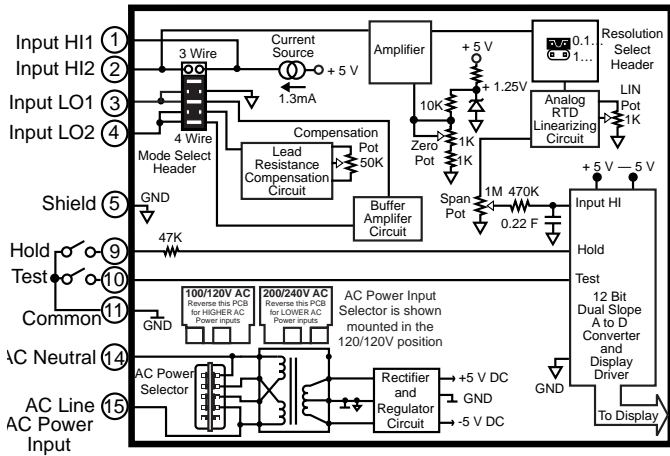 Input HI1 1
Input HI2 2
Input LO1 3
Input LO2 4
Shield 5
Hold 9
Test 10
Common 11
AC Neutral 14
AC Line 15
AC Power
Input
3 Wire
4 Wire
Mode Select
Header
Current
Source
+ 5 V
1.3mA
Amplifier
+ 5 V
+ 1.25V
10K
1K
1K
Zero
Pot
0.1...
1...
Resolution
Select
Header
Analog
RTD
Linearizing
Circuit
LIN
Pot
1K
Lead
Resistance
Compensation
Circuit
Compensation
Pot
50K
Buffer
Amplifer
Circuit
Span
Pot
1M
470K
0.22 F
GND
47K
GND
+ 5 V
— 5 V
Input HI
Hold
Test
12 Bit
Dual Slope
A to D
Converter
and
Display
Driver
GND
To Display
100/120V AC
Reverse this PCB
for HIGHER AC
Power inputs
200/240V AC
Reverse this PCB
for LOWER AC
Power inputs
AC Power Input
Selector is shown
mounted in the
120/120V position
AC Power
Selector
Rectifier
and
Regulator
Circuit
+5 V DC
GND
-5 V DC